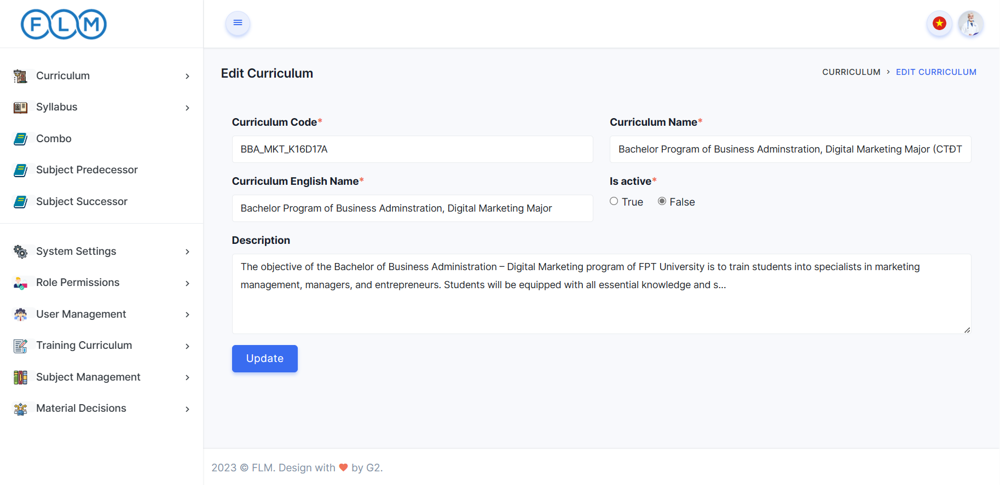 FLM
Curriculum
Syllabus
Combo
Subject Predecessor
Subject Successor
System Settings
Role Permissions
User Management
Training Curriculum
Subject Management
Material Decisions
Edit Curriculum
CURRICULUM › EDIT CURRICULUM
Curriculum Code*
BBA_MKT_K16D17A
Curriculum Name*
Bachelor Program of Business Adminstration, Digital Marketing Major (CTĐT
Curriculum English Name*
Bachelor Program of Business Adminstration, Digital Marketing Major
Is active*
True False
Description
The objective of the Bachelor of Business Administration – Digital Marketing program of FPT University is to train students into specialists in marketing
management, managers, and entrepreneurs. Students will be equipped with all essential knowledge and s...
Update
2023 © FLM. Design with ❤ by G2.